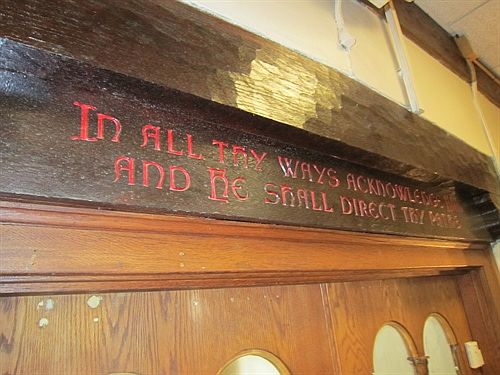 In all thy ways acknowledge
and He shall direct thy paths